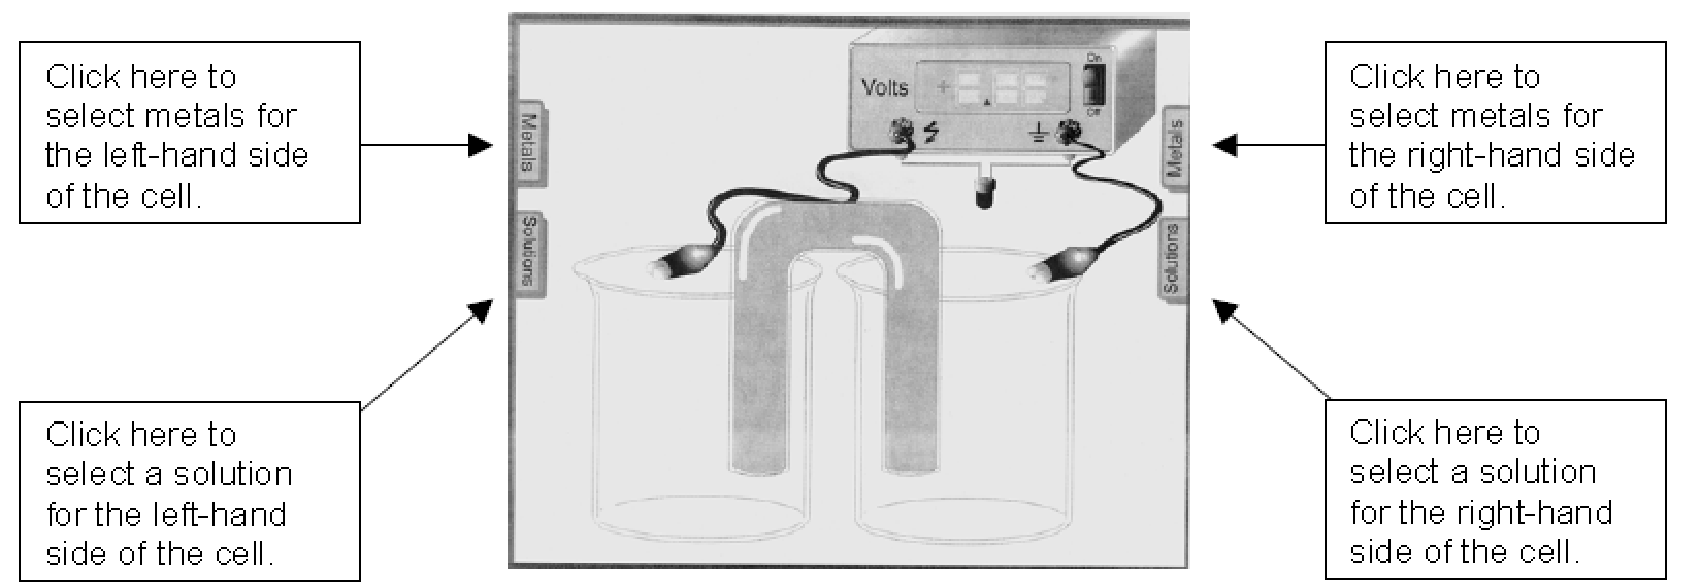 Click here to
select metals for
the left-hand side
of the cell.
Click here to
select a solution
for the left-hand
side of the cell.
Metals
Solutions
Volts
+
On
Off
Metals
Solutions
Click here to
select metals for
the right-hand side
of the cell.
Click here to
select a solution
for the right-hand
side of the cell.